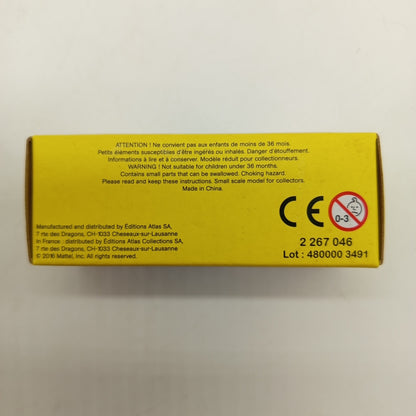 ATTENTION ! Ne convient pas aux enfants de moins de 36 mois.
Petits éléments susceptibles d'être ingérés ou inhalés. Danger d'étouffement.
Informations à lire et à conserver. Modèle réduit pour collectionneurs.
WARNING ! Not suitable for children under 36 months.
Contains small parts that can be swallowed. Choking hazard.
Please read and keep these instructions. Small scale model for collectors.
Made in China.
CE
0-3
Manufactured and distributed by Éditions Atlas SA,
7 rte des Dragons, CH-1033 Cheseaux-sur-Lausanne
In France : distributed by Éditions Atlas Collections SA,
7 rte des Dragons, CH-1033 Cheseaux-sur-Lausanne
© 2016 Mattel, Inc. All rights reserved.
2 267 046
Lot : 480000 3491